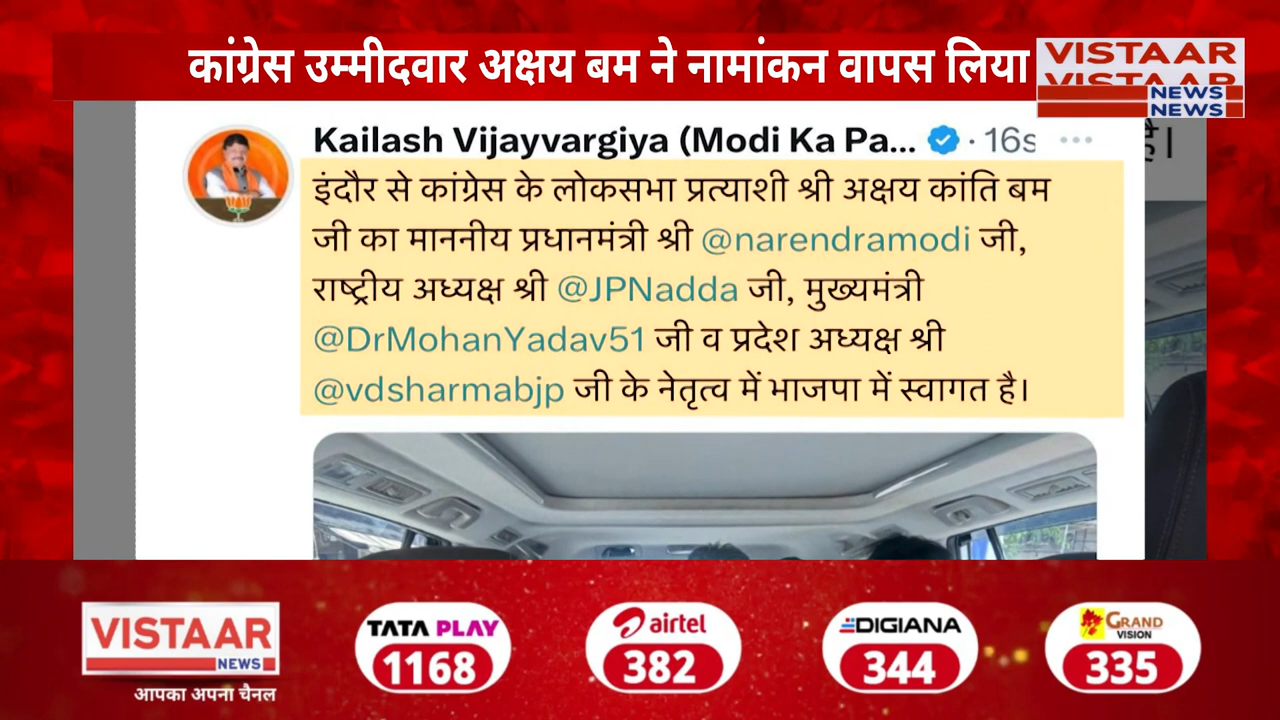 कांग्रेस उम्मीदवार अक्षय बम ने नामांकन वापस लिया
VISTAAR
VISTAAR
NEWS
NEWS
Kailash Vijayvargiya (Modi Ka Pa... · 16s ···
है।
इंदौर से कांग्रेस के लोकसभा प्रत्याशी श्री अक्षय कांति बम
जी का माननीय प्रधानमंत्री श्री @narendramodi जी,
राष्ट्रीय अध्यक्ष श्री @JPNadda जी, मुख्यमंत्री
@DrMohanYadav51 जी व प्रदेश अध्यक्ष श्री
@vdsharmabjp जी के नेतृत्व में भाजपा में स्वागत है।
VISTAAR
NEWS
आपका अपना चैनल
TATA PLAY
1168
airtel
382
DIGIANA
344
GRAND
VISION
335